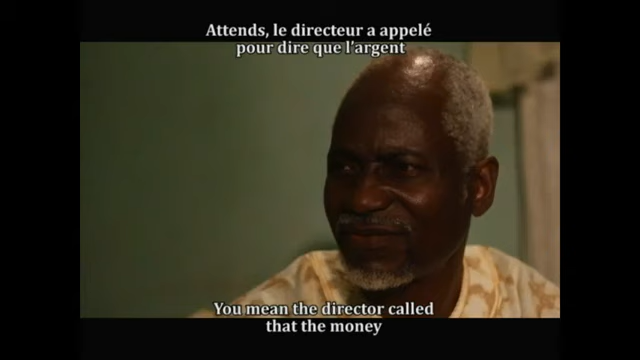 Attends, le directeur a appelé
pour dire que l'argent
You mean the director called
that the money